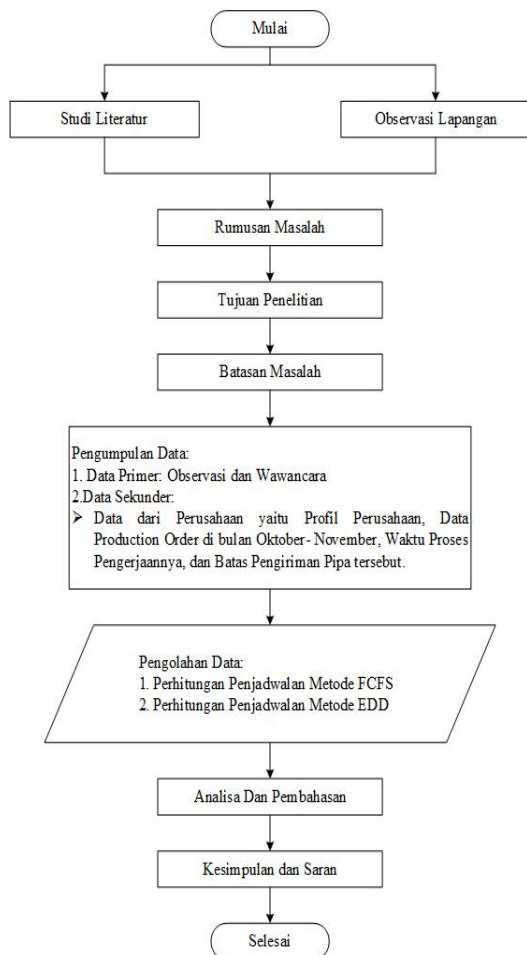 Mulai
Studi Literatur
Observasi Lapangan
Rumusan Masalah
Tujuan Penelitian
Batasan Masalah
Pengumpulan Data:
1. Data Primer: Observasi dan Wawancara
2.Data Sekunder:
➢ Data dari Perusahaan yaitu Profil Perusahaan, Data
Production Order di bulan Oktober- November, Waktu Proses
Pengerjaannya, dan Batas Pengiriman Pipa tersebut.
Pengolahan Data:
1. Perhitungan Penjadwalan Metode FCFS
2. Perhitungan Penjadwalan Metode EDD
Analisa Dan Pembahasan
Kesimpulan dan Saran
Selesai